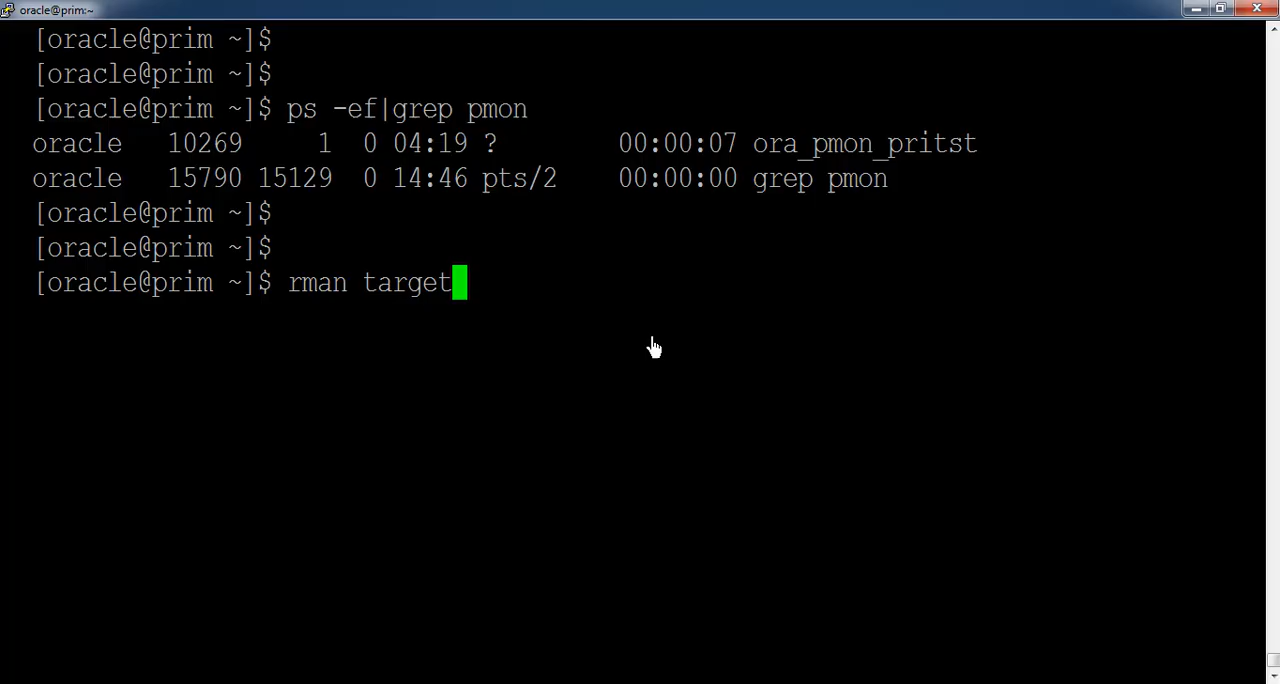 oracle@prim:~
[oracle@prim ~]$
[oracle@prim ~]$
[oracle@prim ~]$ ps -ef|grep pmon
oracle   10269     1  0 04:19 ?        00:00:07 ora_pmon_pritst
oracle   15790 15129  0 14:46 pts/2    00:00:00 grep pmon
[oracle@prim ~]$
[oracle@prim ~]$
[oracle@prim ~]$ rman target